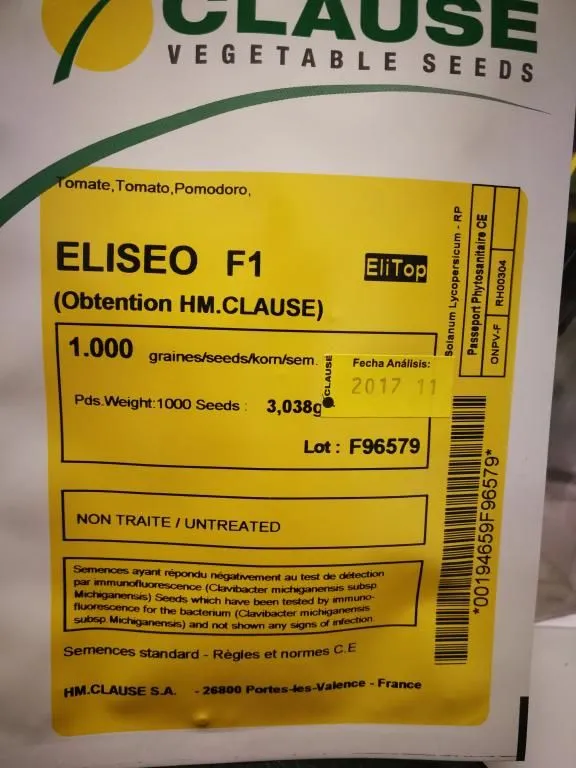 CLAUSE
VEGETABLE SEEDS
Tomate,Tomato,Pomodoro,
ELISEO F1
EliTop
(Obtention HM.CLAUSE)
1.000 graines/seeds/korn/sem.
CLAUSE
Fecha Análisis:
2017 11
Pds.Weight:1000 Seeds : 3,038g
Lot : F96579
NON TRAITE / UNTREATED
Semences ayant répondu négativement au test de détection
par immunofluorescence (Clavibacter michiganensis subsp
Michiganensis) Seeds which have been tested by immuno-
fluorescence for the bacterium (Clavibacter michiganensis
subsp.Michiganensis) and not shown any signs of infection.
Semences standard - Règles et normes C.E
HM.CLAUSE S.A. - 26800 Portes-les-Valence - France
Solanum Lycopersicum - RP
Passeport Phytosanitaire CE
ONPV-F RH00304
*00194659F96579*